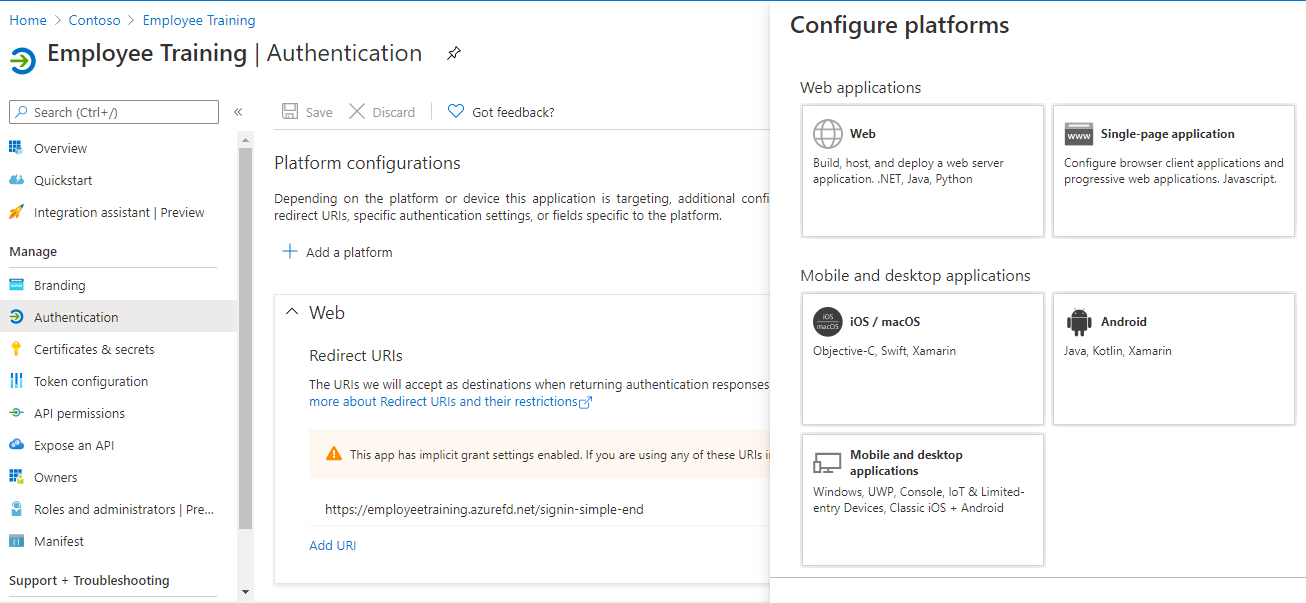 Home > Contoso > Employee Training
Employee Training | Authentication
Search (Ctrl+/)
«
Overview
Quickstart
Integration assistant | Preview
Manage
Branding
Authentication
Certificates & secrets
Token configuration
API permissions
Expose an API
Owners
Roles and administrators | Pre...
Manifest
Support + Troubleshooting
Save
Discard
Got feedback?
Platform configurations
Depending on the platform or device this application is targeting, additional confi
redirect URIs, specific authentication settings, or fields specific to the platform.
+ Add a platform
Web
Redirect URIs
The URIs we will accept as destinations when returning authentication responses
more about Redirect URIs and their restrictions
This app has implicit grant settings enabled. If you are using any of these URIs i
https://employeetraining.azurefd.net/signin-simple-end
Add URI
Configure platforms
Web applications
Web
Build, host, and deploy a web server
application. .NET, Java, Python
www
Single-page application
Configure browser client applications and
progressive web applications. Javascript.
Mobile and desktop applications
iOS
macOS
iOS / macOS
Objective-C, Swift, Xamarin
Android
Java, Kotlin, Xamarin
Mobile and desktop
applications
Windows, UWP, Console, IoT & Limited-
entry Devices, Classic iOS + Android